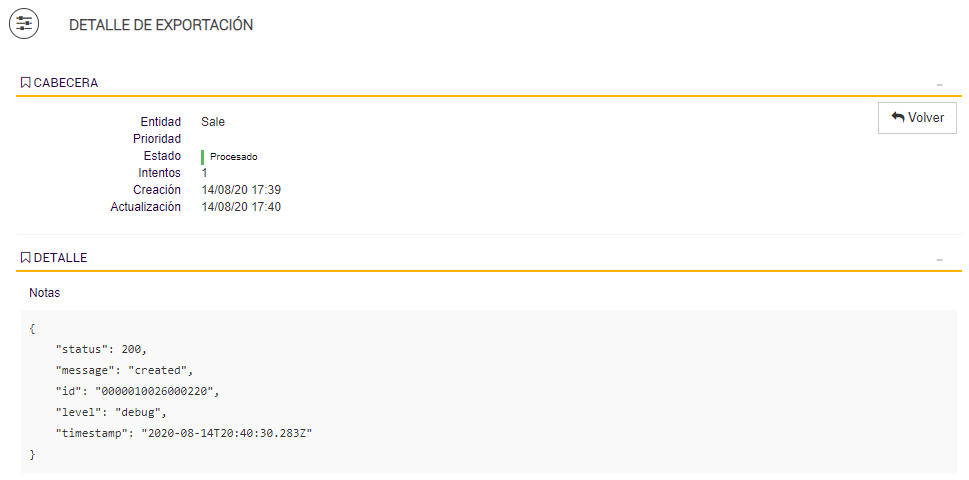 DETALLE DE EXPORTACIÓN
CABECERA
Volver
Entidad Sale
Prioridad
Estado Procesado
Intentos 1
Creación 14/08/20 17:39
Actualización 14/08/20 17:40
DETALLE
Notas
{
    "status": 200,
    "message": "created",
    "id": "0000010026000220",
    "level": "debug",
    "timestamp": "2020-08-14T20:40:30.283Z"
}